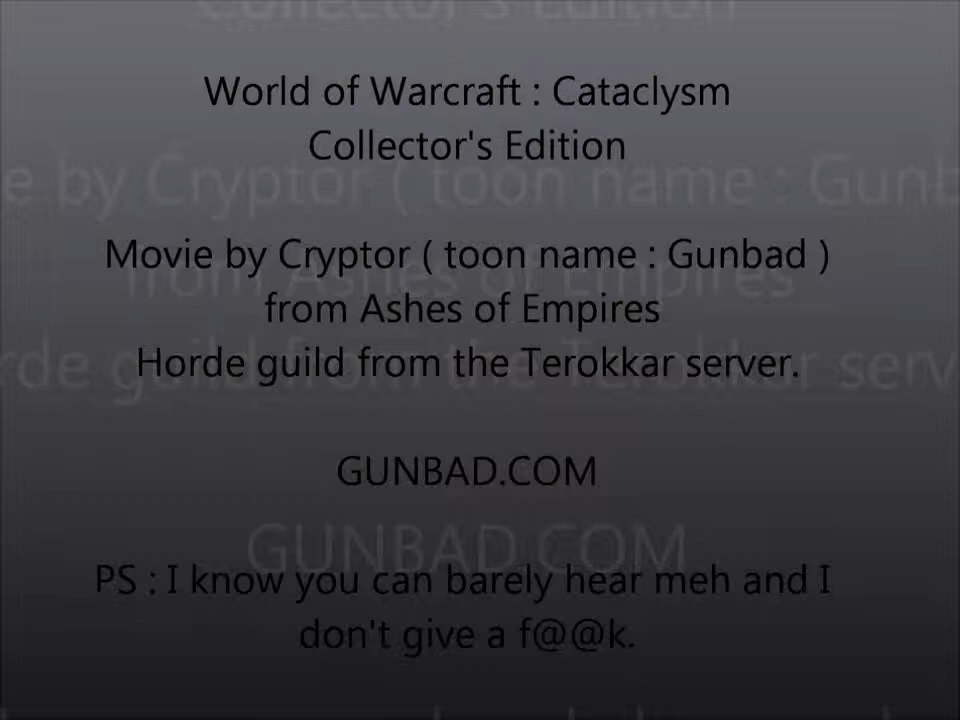 World of Warcraft : Cataclysm
Collector's Edition
Movie by Cryptor ( toon name : Gunbad )
from Ashes of Empires
Horde guild from the Terokkar server.
GUNBAD.COM
PS : I know you can barely hear meh and I
don't give a f@@k.